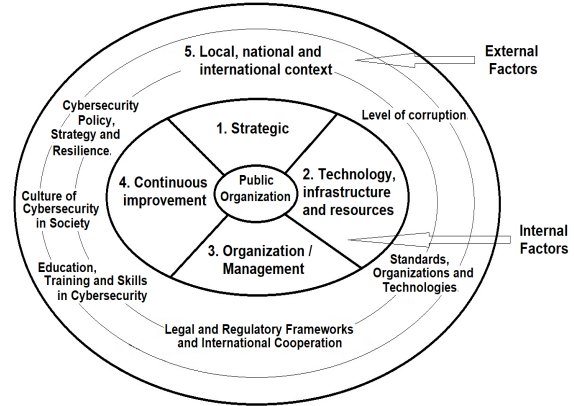 5. Local, national and
international context
External
Factors
Cybersecurity
Policy,
Strategy and
Resilience.
Level of corruption.
1. Strategic
2. Technology,
infrastructure
and resources
Public
Organization
4. Continuous
improvement
3. Organization /
Management
Culture of
Cybersecurity
in Society
Internal
Factors
Education,
Training and Skills
in Cybersecurity
Standards,
Organizations and
Technologies.
Legal and Regulatory Frameworks
and International Cooperation